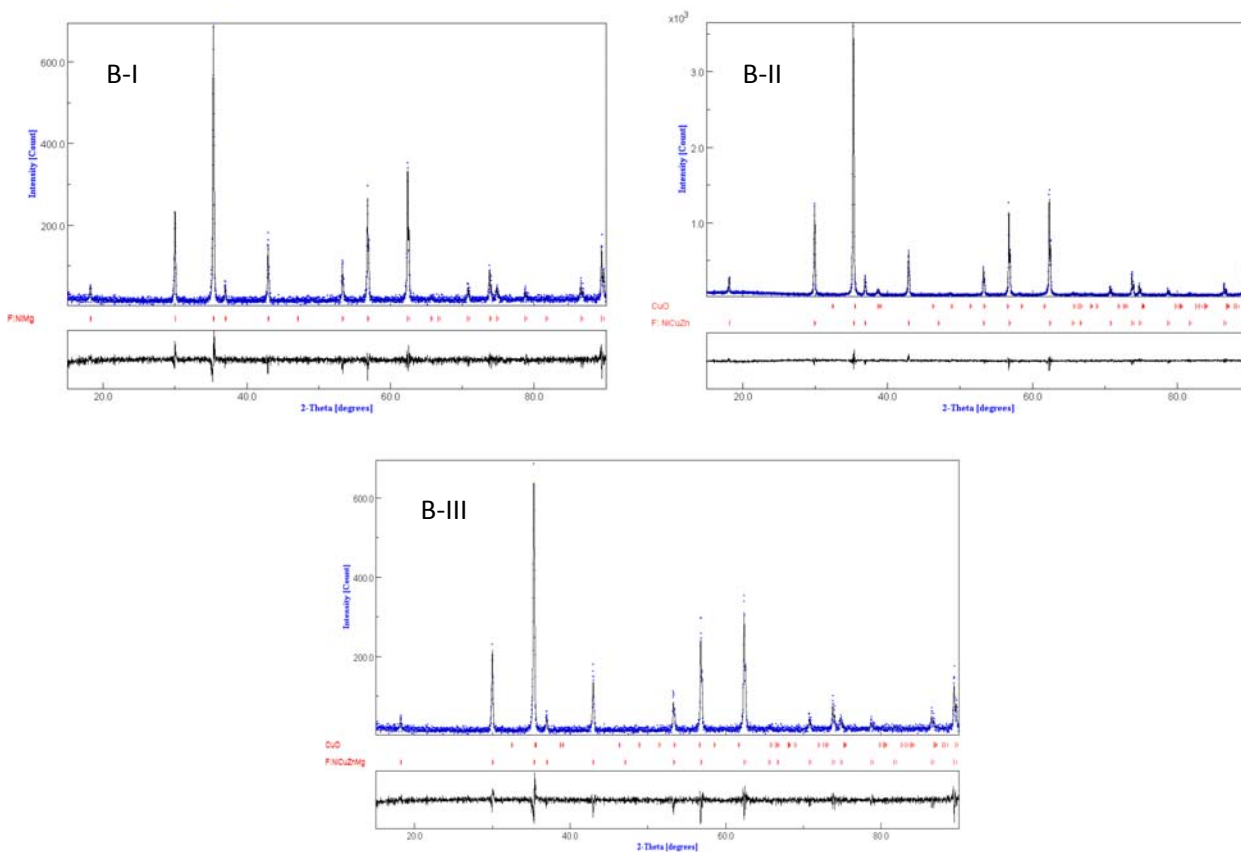 B-I
Intensity [Count]
600.0
400.0
200.0
F:NiMg
20.0 40.0 60.0 80.0
2-Theta [degrees]
x10³
B-II
Intensity [Count]
3.0
2.0
1.0
CuO
F: NiCuZn
20.0 40.0 60.0 80.0
2-Theta [degrees]
B-III
Intensity [Count]
600.0
400.0
200.0
CuO
F:NiCuZnMg
20.0 40.0 60.0 80.0
2-Theta [degrees]